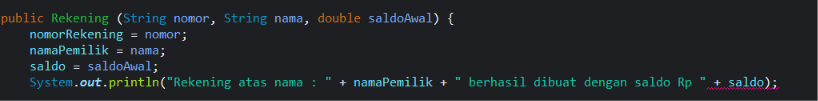 public Rekening (String nomor, String nama, double saldoAwal) {
nomorRekening = nomor;
namaPemilik = nama;
saldo = saldoAwal;
System.out.println("Rekening atas nama : " + namaPemilik + " berhasil dibuat dengan saldo Rp " + saldo);